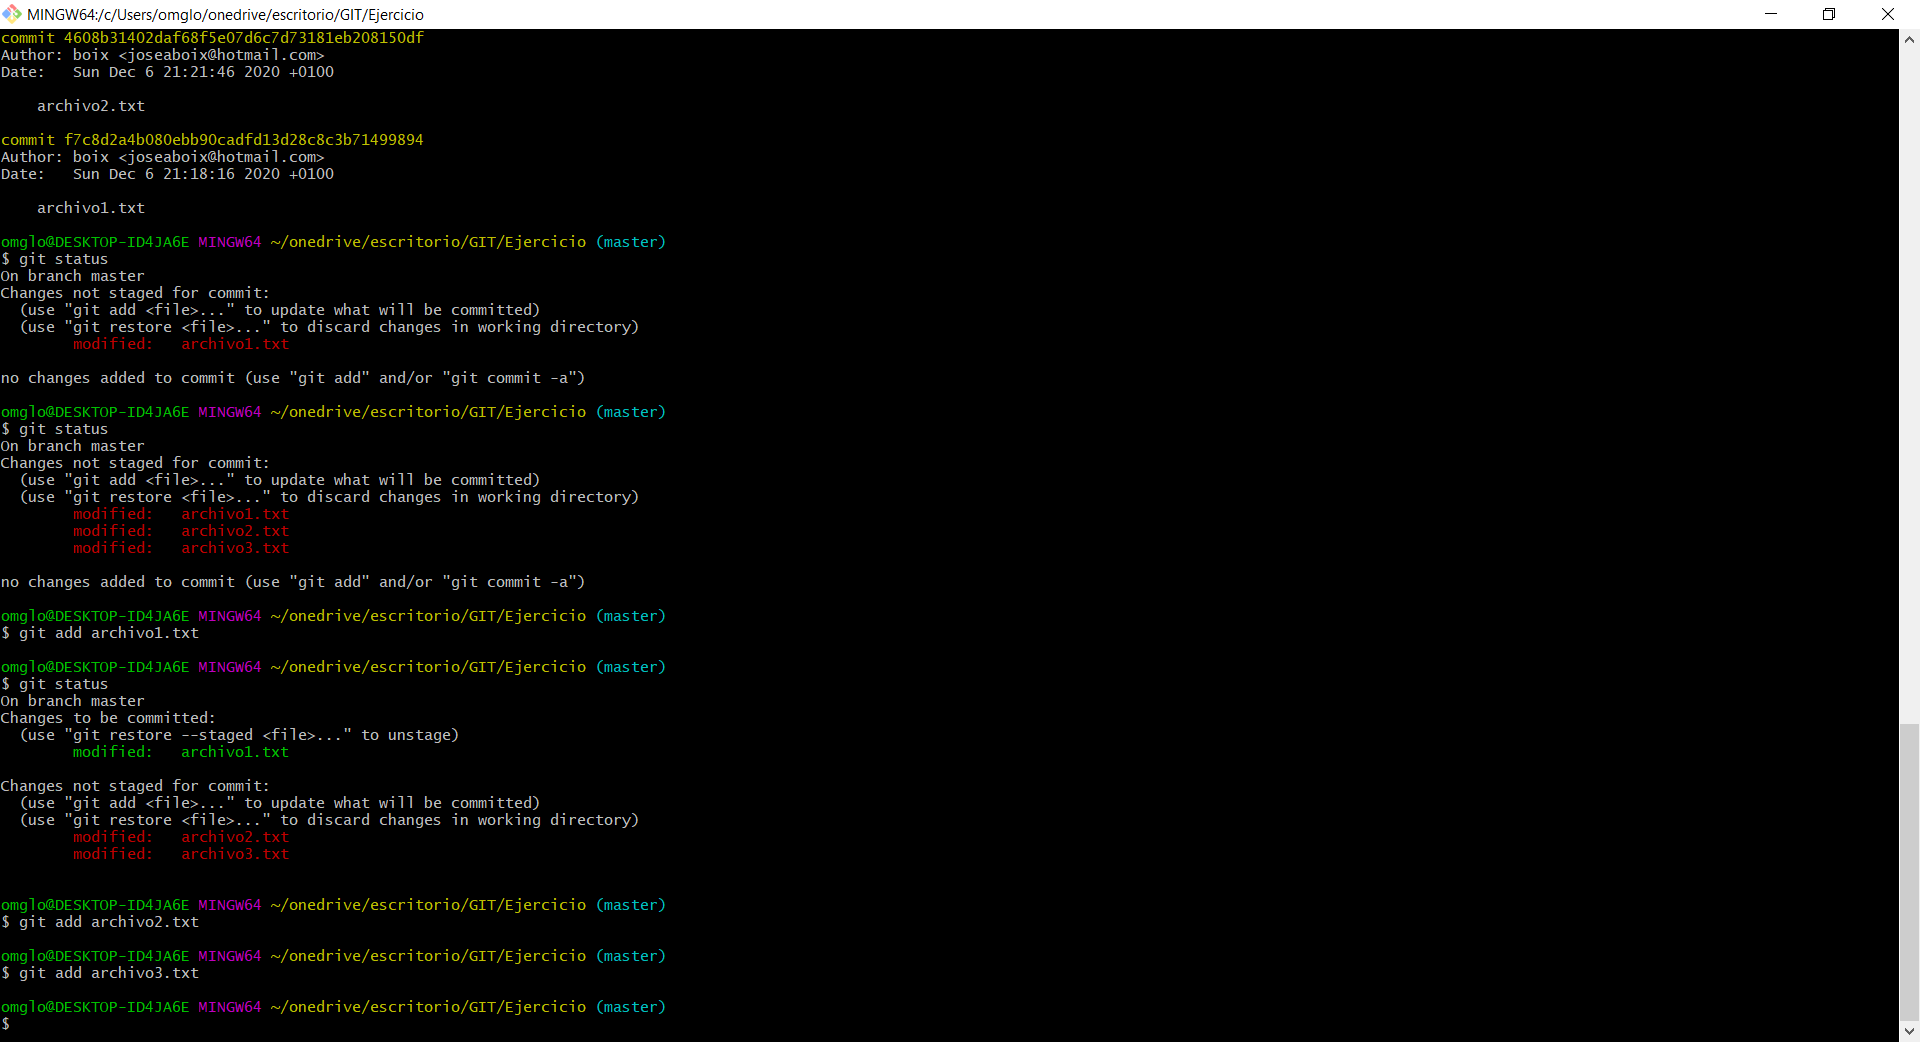 MINGW64:/c/Users/omglo/onedrive/escritorio/GIT/Ejercicio
commit 4608b31402daf68f5e07d6c7d73181eb208150df
Author: boix <joseaboix@hotmail.com>
Date:   Sun Dec 6 21:21:46 2020 +0100
    archivo2.txt
commit f7c8d2a4b080ebb90cadfd13d28c8c3b71499894
Author: boix <joseaboix@hotmail.com>
Date:   Sun Dec 6 21:18:16 2020 +0100
    archivo1.txt
omglo@DESKTOP-ID4JA6E MINGW64 ~/onedrive/escritorio/GIT/Ejercicio (master)
$ git status
On branch master
Changes not staged for commit:
  (use "git add <file>..." to update what will be committed)
  (use "git restore <file>..." to discard changes in working directory)
        modified:   archivo1.txt
no changes added to commit (use "git add" and/or "git commit -a")
omglo@DESKTOP-ID4JA6E MINGW64 ~/onedrive/escritorio/GIT/Ejercicio (master)
$ git status
On branch master
Changes not staged for commit:
  (use "git add <file>..." to update what will be committed)
  (use "git restore <file>..." to discard changes in working directory)
        modified:   archivo1.txt
        modified:   archivo2.txt
        modified:   archivo3.txt
no changes added to commit (use "git add" and/or "git commit -a")
omglo@DESKTOP-ID4JA6E MINGW64 ~/onedrive/escritorio/GIT/Ejercicio (master)
$ git add archivo1.txt
omglo@DESKTOP-ID4JA6E MINGW64 ~/onedrive/escritorio/GIT/Ejercicio (master)
$ git status
On branch master
Changes to be committed:
  (use "git restore --staged <file>..." to unstage)
        modified:   archivo1.txt
Changes not staged for commit:
  (use "git add <file>..." to update what will be committed)
  (use "git restore <file>..." to discard changes in working directory)
        modified:   archivo2.txt
        modified:   archivo3.txt
omglo@DESKTOP-ID4JA6E MINGW64 ~/onedrive/escritorio/GIT/Ejercicio (master)
$ git add archivo2.txt
omglo@DESKTOP-ID4JA6E MINGW64 ~/onedrive/escritorio/GIT/Ejercicio (master)
$ git add archivo3.txt
omglo@DESKTOP-ID4JA6E MINGW64 ~/onedrive/escritorio/GIT/Ejercicio (master)
$